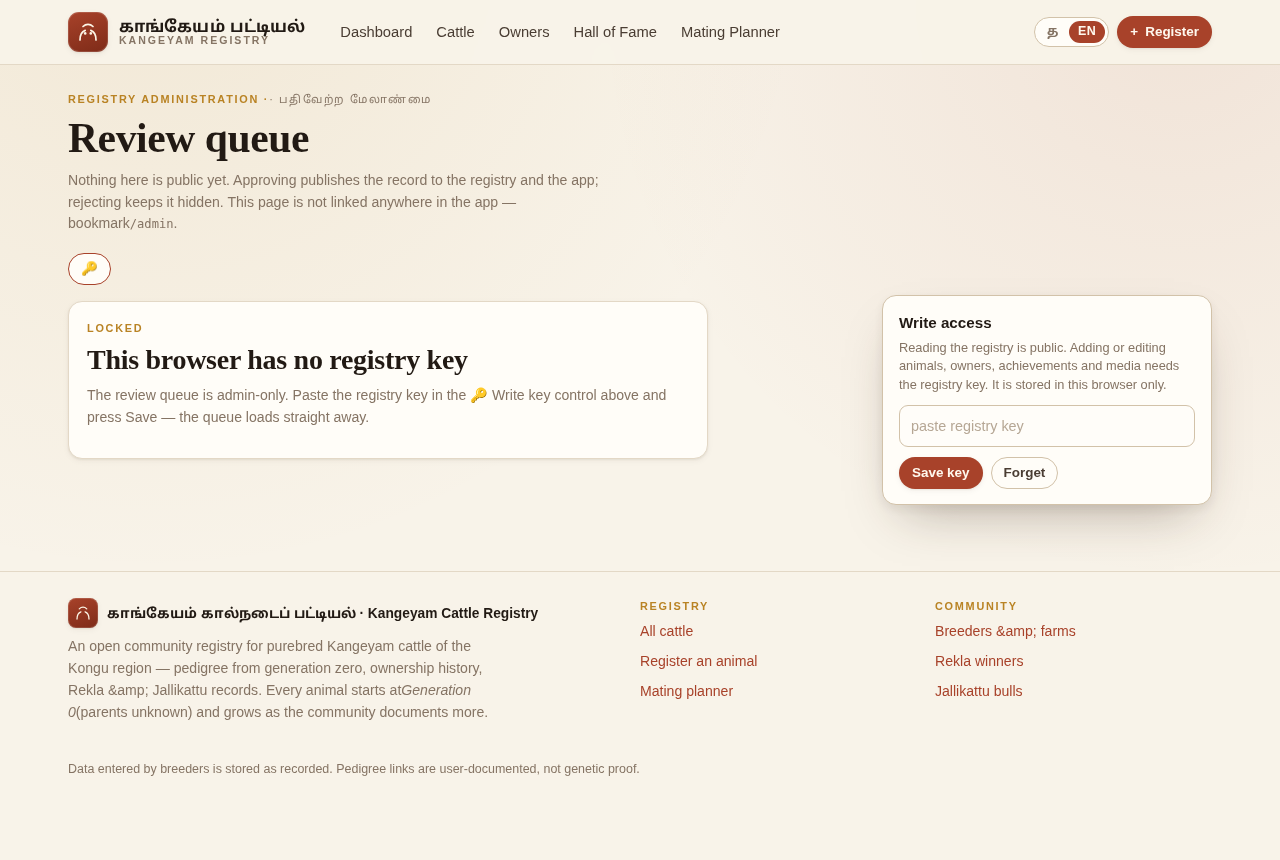 காங்கேயம் பட்டியல்
KANGEYAM REGISTRY
Dashboard
Cattle
Owners
Hall of Fame
Mating Planner
த
EN
+ Register
REGISTRY ADMINISTRATION · · பதிவேற்ற மேலாண்மை
Review queue
Nothing here is public yet. Approving publishes the record to the registry and the app;
rejecting keeps it hidden. This page is not linked anywhere in the app —
bookmark/admin.
🔑
LOCKED
This browser has no registry key
The review queue is admin-only. Paste the registry key in the 🔑 Write key control above and
press Save — the queue loads straight away.
Write access
Reading the registry is public. Adding or editing
animals, owners, achievements and media needs
the registry key. It is stored in this browser only.
paste registry key
Save key
Forget
காங்கேயம் கால்நடைப் பட்டியல் · Kangeyam Cattle Registry
An open community registry for purebred Kangeyam cattle of the
Kongu region — pedigree from generation zero, ownership history,
Rekla &amp; Jallikattu records. Every animal starts atGeneration
0(parents unknown) and grows as the community documents more.
REGISTRY
All cattle
Register an animal
Mating planner
COMMUNITY
Breeders &amp; farms
Rekla winners
Jallikattu bulls
Data entered by breeders is stored as recorded. Pedigree links are user-documented, not genetic proof.